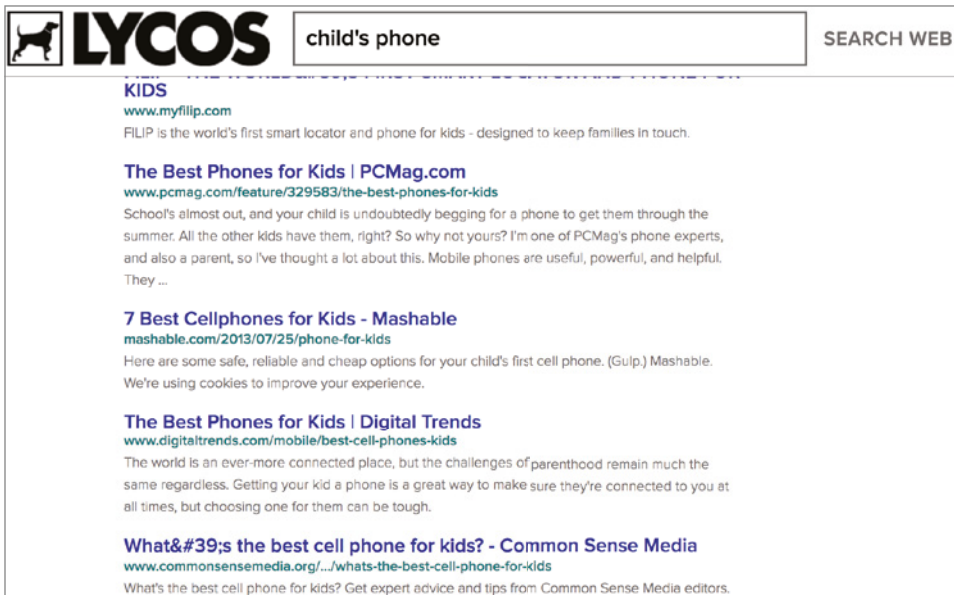 LYCOS
child's phone
SEARCH WEB
FILIP - THE WORLD&#39;S FIRST SMART LOCATOR AND PHONE FOR
KIDS
www.myfilip.com
FILIP is the world's first smart locator and phone for kids - designed to keep families in touch.
The Best Phones for Kids | PCMag.com
www.pcmag.com/feature/329583/the-best-phones-for-kids
School's almost out, and your child is undoubtedly begging for a phone to get them through the
summer. All the other kids have them, right? So why not yours? I'm one of PCMag's phone experts,
and also a parent, so I've thought a lot about this. Mobile phones are useful, powerful, and helpful.
They ...
7 Best Cellphones for Kids - Mashable
mashable.com/2013/07/25/phone-for-kids
Here are some safe, reliable and cheap options for your child's first cell phone. (Gulp.) Mashable.
We're using cookies to improve your experience.
The Best Phones for Kids | Digital Trends
www.digitaltrends.com/mobile/best-cell-phones-kids
The world is an ever-more connected place, but the challenges of parenthood remain much the
same regardless. Getting your kid a phone is a great way to make sure they're connected to you at
all times, but choosing one for them can be tough.
What&#39;s the best cell phone for kids? - Common Sense Media
www.commonsensemedia.org/.../whats-the-best-cell-phone-for-kids
What's the best cell phone for kids? Get expert advice and tips from Common Sense Media editors.